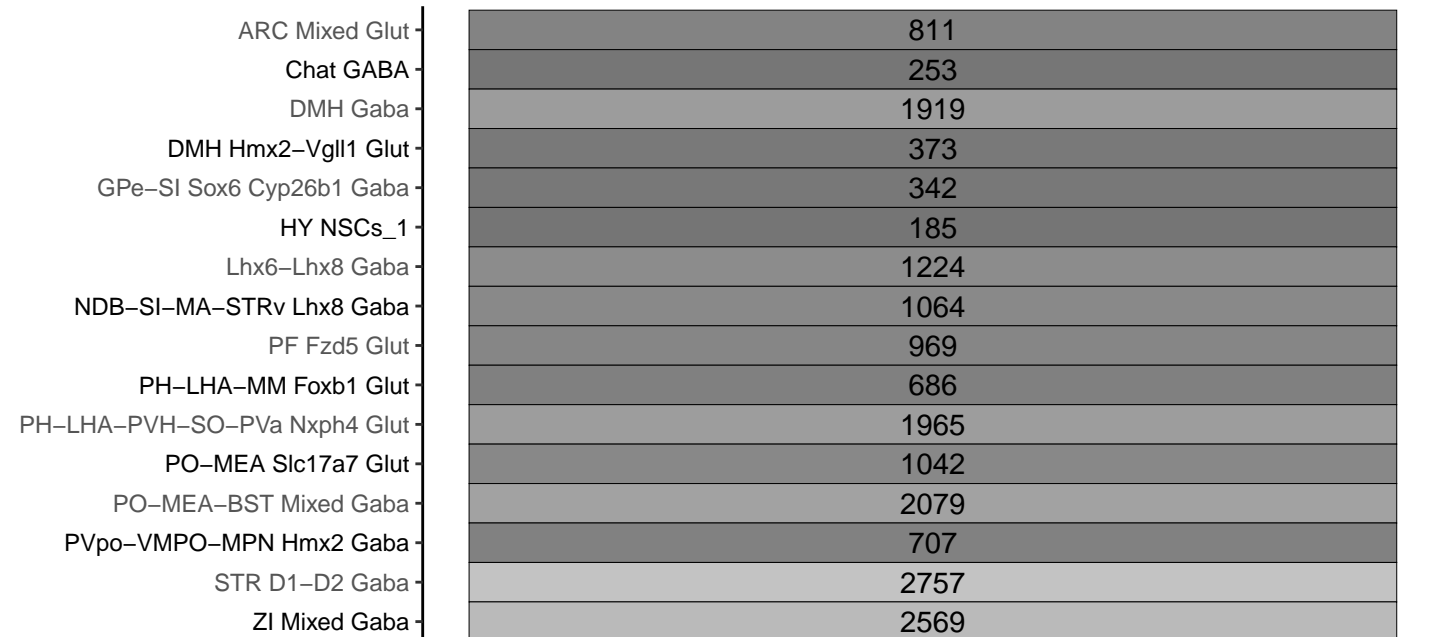 ARC Mixed Glut 811
Chat GABA 253
DMH Gaba 1919
DMH Hmx2−Vgll1 Glut 373
GPe−SI Sox6 Cyp26b1 Gaba 342
HY NSCs_1 185
Lhx6−Lhx8 Gaba 1224
NDB−SI−MA−STRv Lhx8 Gaba 1064
PF Fzd5 Glut 969
PH−LHA−MM Foxb1 Glut 686
PH−LHA−PVH−SO−PVa Nxph4 Glut 1965
PO−MEA Slc17a7 Glut 1042
PO−MEA−BST Mixed Gaba 2079
PVpo−VMPO−MPN Hmx2 Gaba 707
STR D1−D2 Gaba 2757
ZI Mixed Gaba 2569